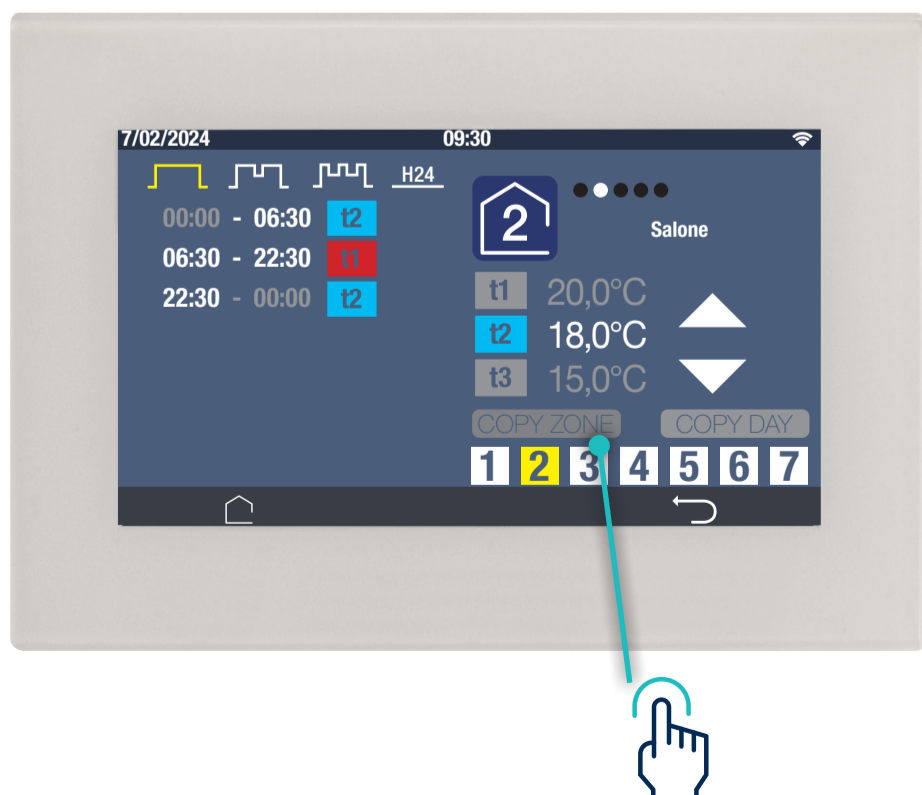 7/02/2024 09:30
H24
00:00 - 06:30 t2
06:30 - 22:30 t1
22:30 - 00:00 t2
2
Salone
t1 20,0°C
t2 18,0°C
t3 15,0°C
COPY ZONE COPY DAY
1 2 3 4 5 6 7